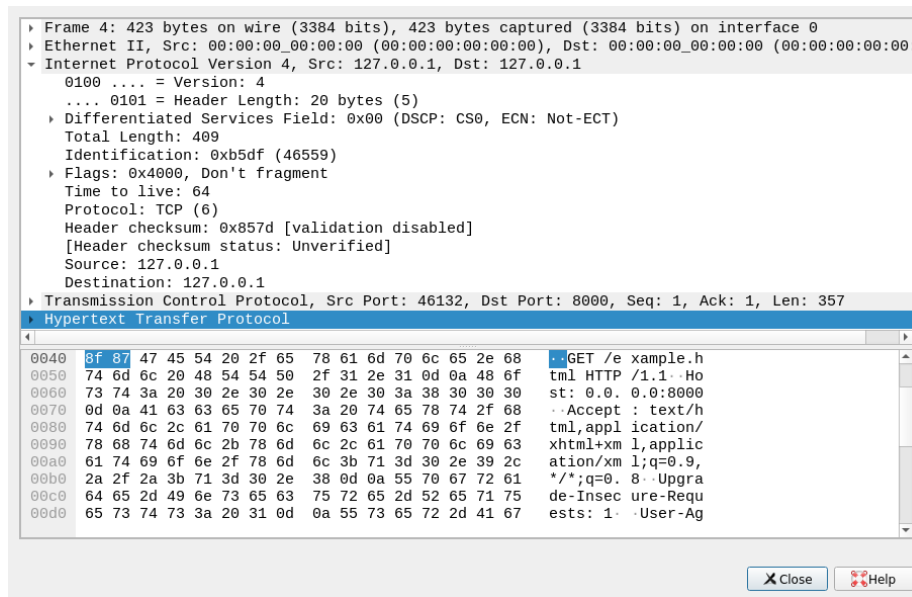 Frame 4: 423 bytes on wire (3384 bits), 423 bytes captured (3384 bits) on interface 0
Ethernet II, Src: 00:00:00_00:00:00 (00:00:00:00:00:00), Dst: 00:00:00_00:00:00 (00:00:00:00:00
Internet Protocol Version 4, Src: 127.0.0.1, Dst: 127.0.0.1
0100 .... = Version: 4
.... 0101 = Header Length: 20 bytes (5)
Differentiated Services Field: 0x00 (DSCP: CS0, ECN: Not-ECT)
Total Length: 409
Identification: 0xb5df (46559)
Flags: 0x4000, Don't fragment
Time to live: 64
Protocol: TCP (6)
Header checksum: 0x857d [validation disabled]
[Header checksum status: Unverified]
Source: 127.0.0.1
Destination: 127.0.0.1
Transmission Control Protocol, Src Port: 46132, Dst Port: 8000, Seq: 1, Ack: 1, Len: 357
Hypertext Transfer Protocol
0040 8f 87 47 45 54 20 2f 65 78 61 6d 70 6c 65 2e 68 ··GET /e xample.h
0050 74 6d 6c 20 48 54 54 50 2f 31 2e 31 0d 0a 48 6f tml HTTP /1.1··Ho
0060 73 74 3a 20 30 2e 30 2e 30 2e 30 3a 38 30 30 30 st: 0.0. 0.0:8000
0070 0d 0a 41 63 63 65 70 74 3a 20 74 65 78 74 2f 68 ··Accept : text/h
0080 74 6d 6c 2c 61 70 70 6c 69 63 61 74 69 6f 6e 2f tml,appl ication/
0090 78 68 74 6d 6c 2b 78 6d 6c 2c 61 70 70 6c 69 63 xhtml+xm l,applic
00a0 61 74 69 6f 6e 2f 78 6d 6c 3b 71 3d 30 2e 39 2c ation/xm l;q=0.9,
00b0 2a 2f 2a 3b 71 3d 30 2e 38 0d 0a 55 70 67 72 61 */*;q=0. 8··Upgra
00c0 64 65 2d 49 6e 73 65 63 75 72 65 2d 52 65 71 75 de-Insec ure-Requ
00d0 65 73 74 73 3a 20 31 0d 0a 55 73 65 72 2d 41 67 ests: 1· ·User-Ag
Close Help